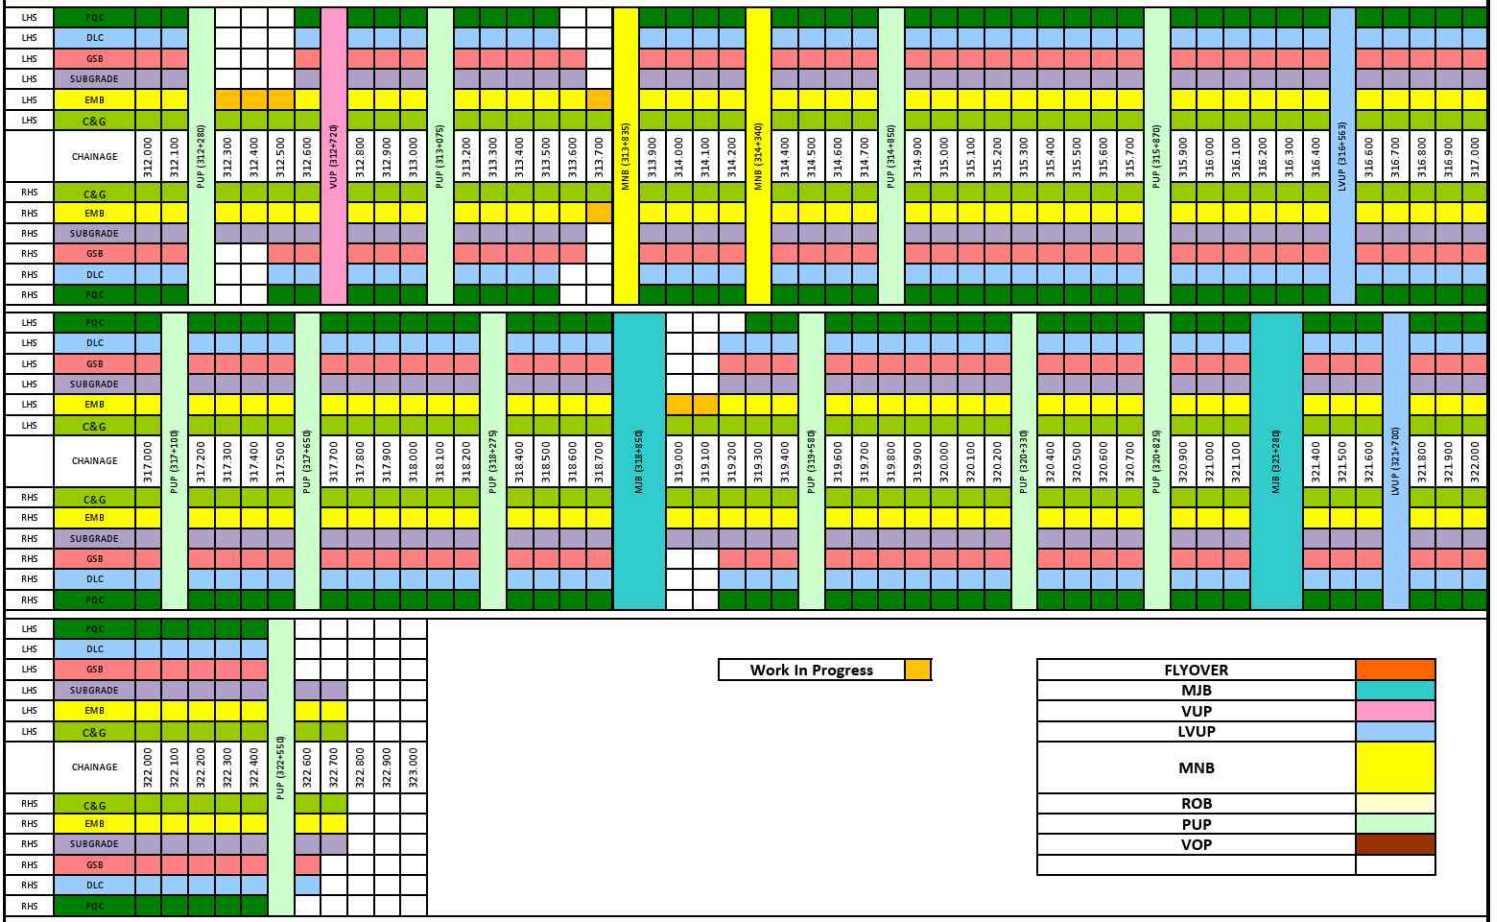 LHS PQC
LHS DLC
LHS GSB
LHS SUBGRADE
LHS EMB
LHS C&G
CHAINAGE 312.000 312.100 PUP (312+280) 312.300 312.400 312.500 312.600 VUP (312+720) 312.800 312.900 313.000 PUP (313+075) 313.200 313.300 313.400 313.500 313.600 313.700 MNB (313+835) 313.900 314.000 314.100 314.200 MNB (314+340) 314.400 314.500 314.600 314.700 PUP (314+850) 314.900 315.000 315.100 315.200 315.300 315.400 315.500 315.600 315.700 PUP (315+870) 315.900 316.000 316.100 316.200 316.300 316.400 LVUP (316+563) 316.600 316.700 316.800 316.900 317.000
RHS C&G
RHS EMB
RHS SUBGRADE
RHS GSB
RHS DLC
RHS PQC
LHS PQC
LHS DLC
LHS GSB
LHS SUBGRADE
LHS EMB
LHS C&G
CHAINAGE 317.000 PUP (317+100) 317.200 317.300 317.400 317.500 PUP (317+650) 317.700 317.800 317.900 318.000 318.100 318.200 PUP (318+275) 318.400 318.500 318.600 318.700 MJB (318+850) 319.000 319.100 319.200 319.300 319.400 PUP (319+580) 319.600 319.700 319.800 319.900 320.000 320.100 320.200 PUP (320+330) 320.400 320.500 320.600 320.700 PUP (320+825) 320.900 321.000 321.100 MJB (321+280) 321.400 321.500 321.600 LVUP (321+700) 321.800 321.900 322.000
RHS C&G
RHS EMB
RHS SUBGRADE
RHS GSB
RHS DLC
RHS PQC
LHS PQC
LHS DLC
LHS GSB
LHS SUBGRADE
LHS EMB
LHS C&G
CHAINAGE 322.000 322.100 322.200 322.300 322.400 PUP (322+550) 322.600 322.700 322.800 322.900 323.000
RHS C&G
RHS EMB
RHS SUBGRADE
RHS GSB
RHS DLC
RHS PQC
Work In Progress
FLYOVER
MJB
VUP
LVUP
MNB
ROB
PUP
VOP